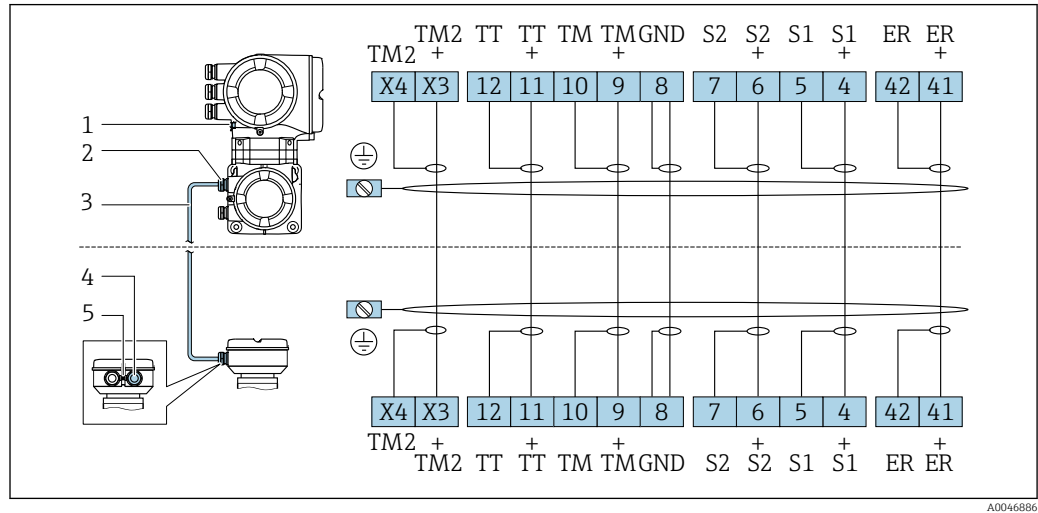 TM2 TT TT TM TM GND S2 S2 S1 S1 ER ER
TM2 + + + + + +
X4 X3 12 11 10 9 8 7 6 5 4 42 41
1
2
3
4
5
X4 X3 12 11 10 9 8 7 6 5 4 42 41
TM2 + + + + + +
TM2 TT TT TM TM GND S2 S2 S1 S1 ER ER
A0046886